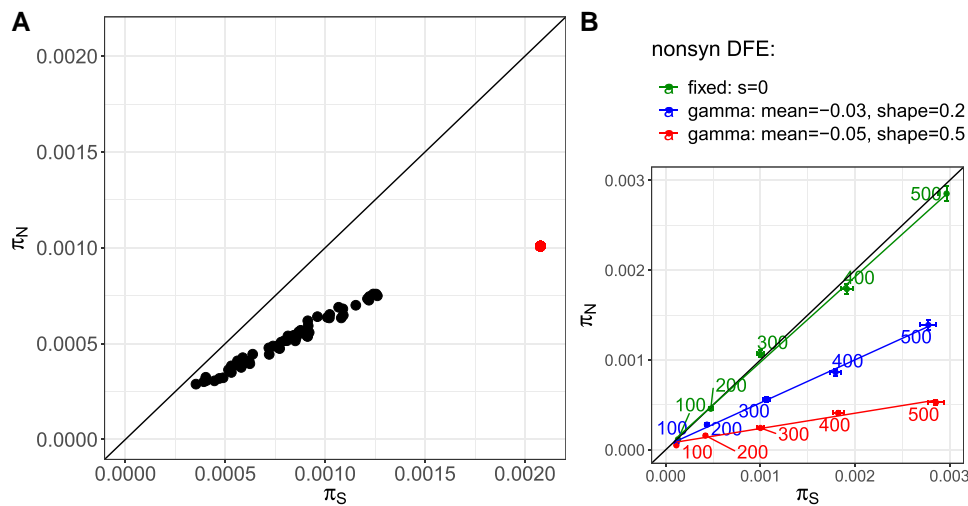 A
0.0020
0.0015
0.0010
0.0005
0.0000
πN
0.0000 0.0005 0.0010 0.0015 0.0020
πS
B
nonsyn DFE:
a fixed: s=0
a gamma: mean=−0.03, shape=0.2
a gamma: mean=−0.05, shape=0.5
0.003
0.002
0.001
0.000
πN
500
400
300
200
100
500
400
300
200
100
500
400
300
200
100
0.000 0.001 0.002 0.003
πS